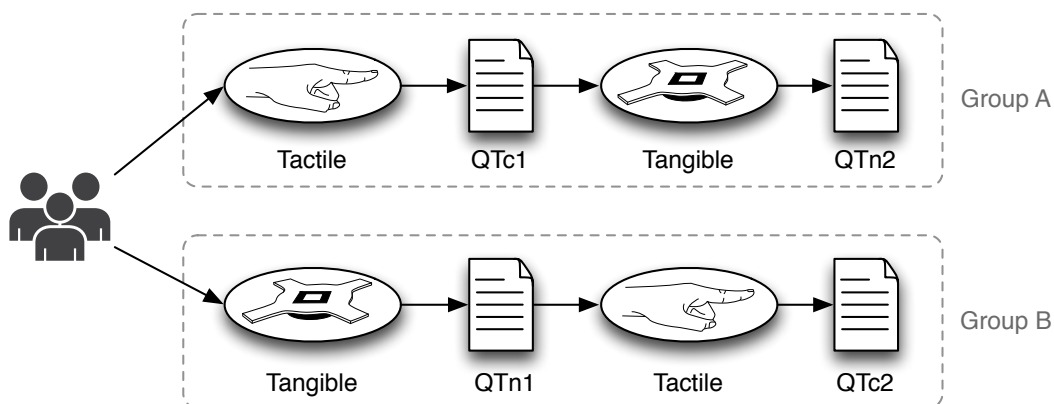 Tactile
QTc1
Tangible
QTn2
Group A
Tangible
QTn1
Tactile
QTc2
Group B